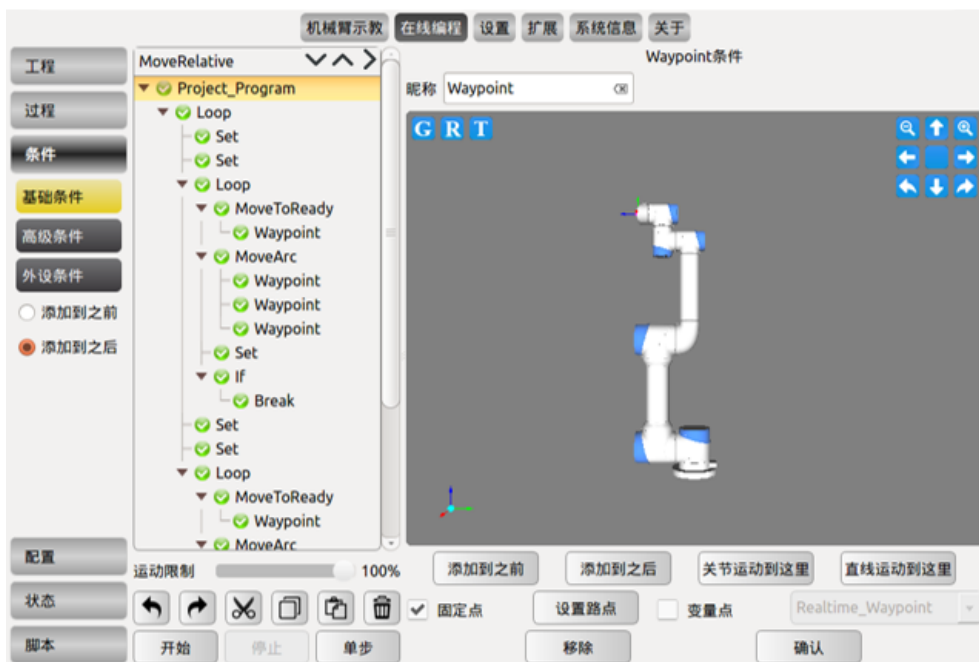 机械臂示教 在线编程 设置 扩展 系统信息 关于
工程
过程
条件
基础条件
高级条件
外设条件
添加到之前
添加到之后
配置
状态
脚本
MoveRelative
Project_Program
Loop
Set
Set
Loop
MoveToReady
Waypoint
MoveArc
Waypoint
Waypoint
Waypoint
Set
If
Break
Set
Set
Loop
MoveToReady
Waypoint
MoveArc
运动限制 100%
开始 停止 单步
Waypoint条件
昵称 Waypoint
G R T
添加到之前 添加到之后 关节运动到这里 直线运动到这里
固定点 设置路点 变量点 Realtime_Waypoint
移除 确认